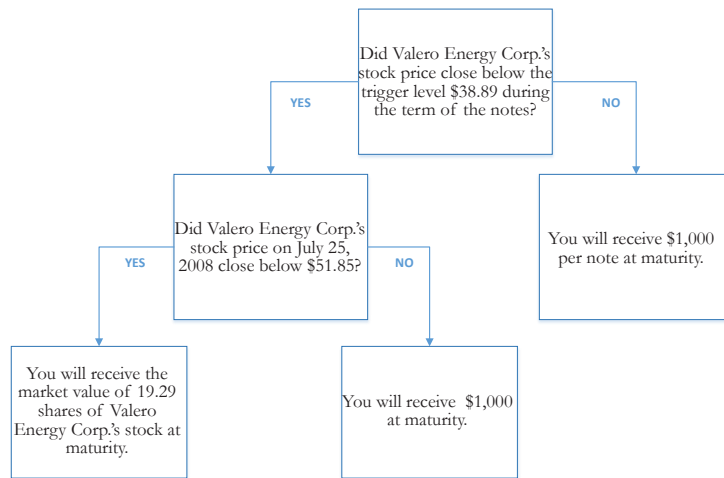 Did Valero Energy Corp.'s
stock price close below the
trigger level $38.89 during
the term of the notes?
YES
NO
Did Valero Energy Corp.'s
stock price on July 25,
2008 close below $51.85?
You will receive $1,000
per note at maturity.
YES
NO
You will receive the
market value of 19.29
shares of Valero
Energy Corp.'s stock at
maturity.
You will receive $1,000
at maturity.